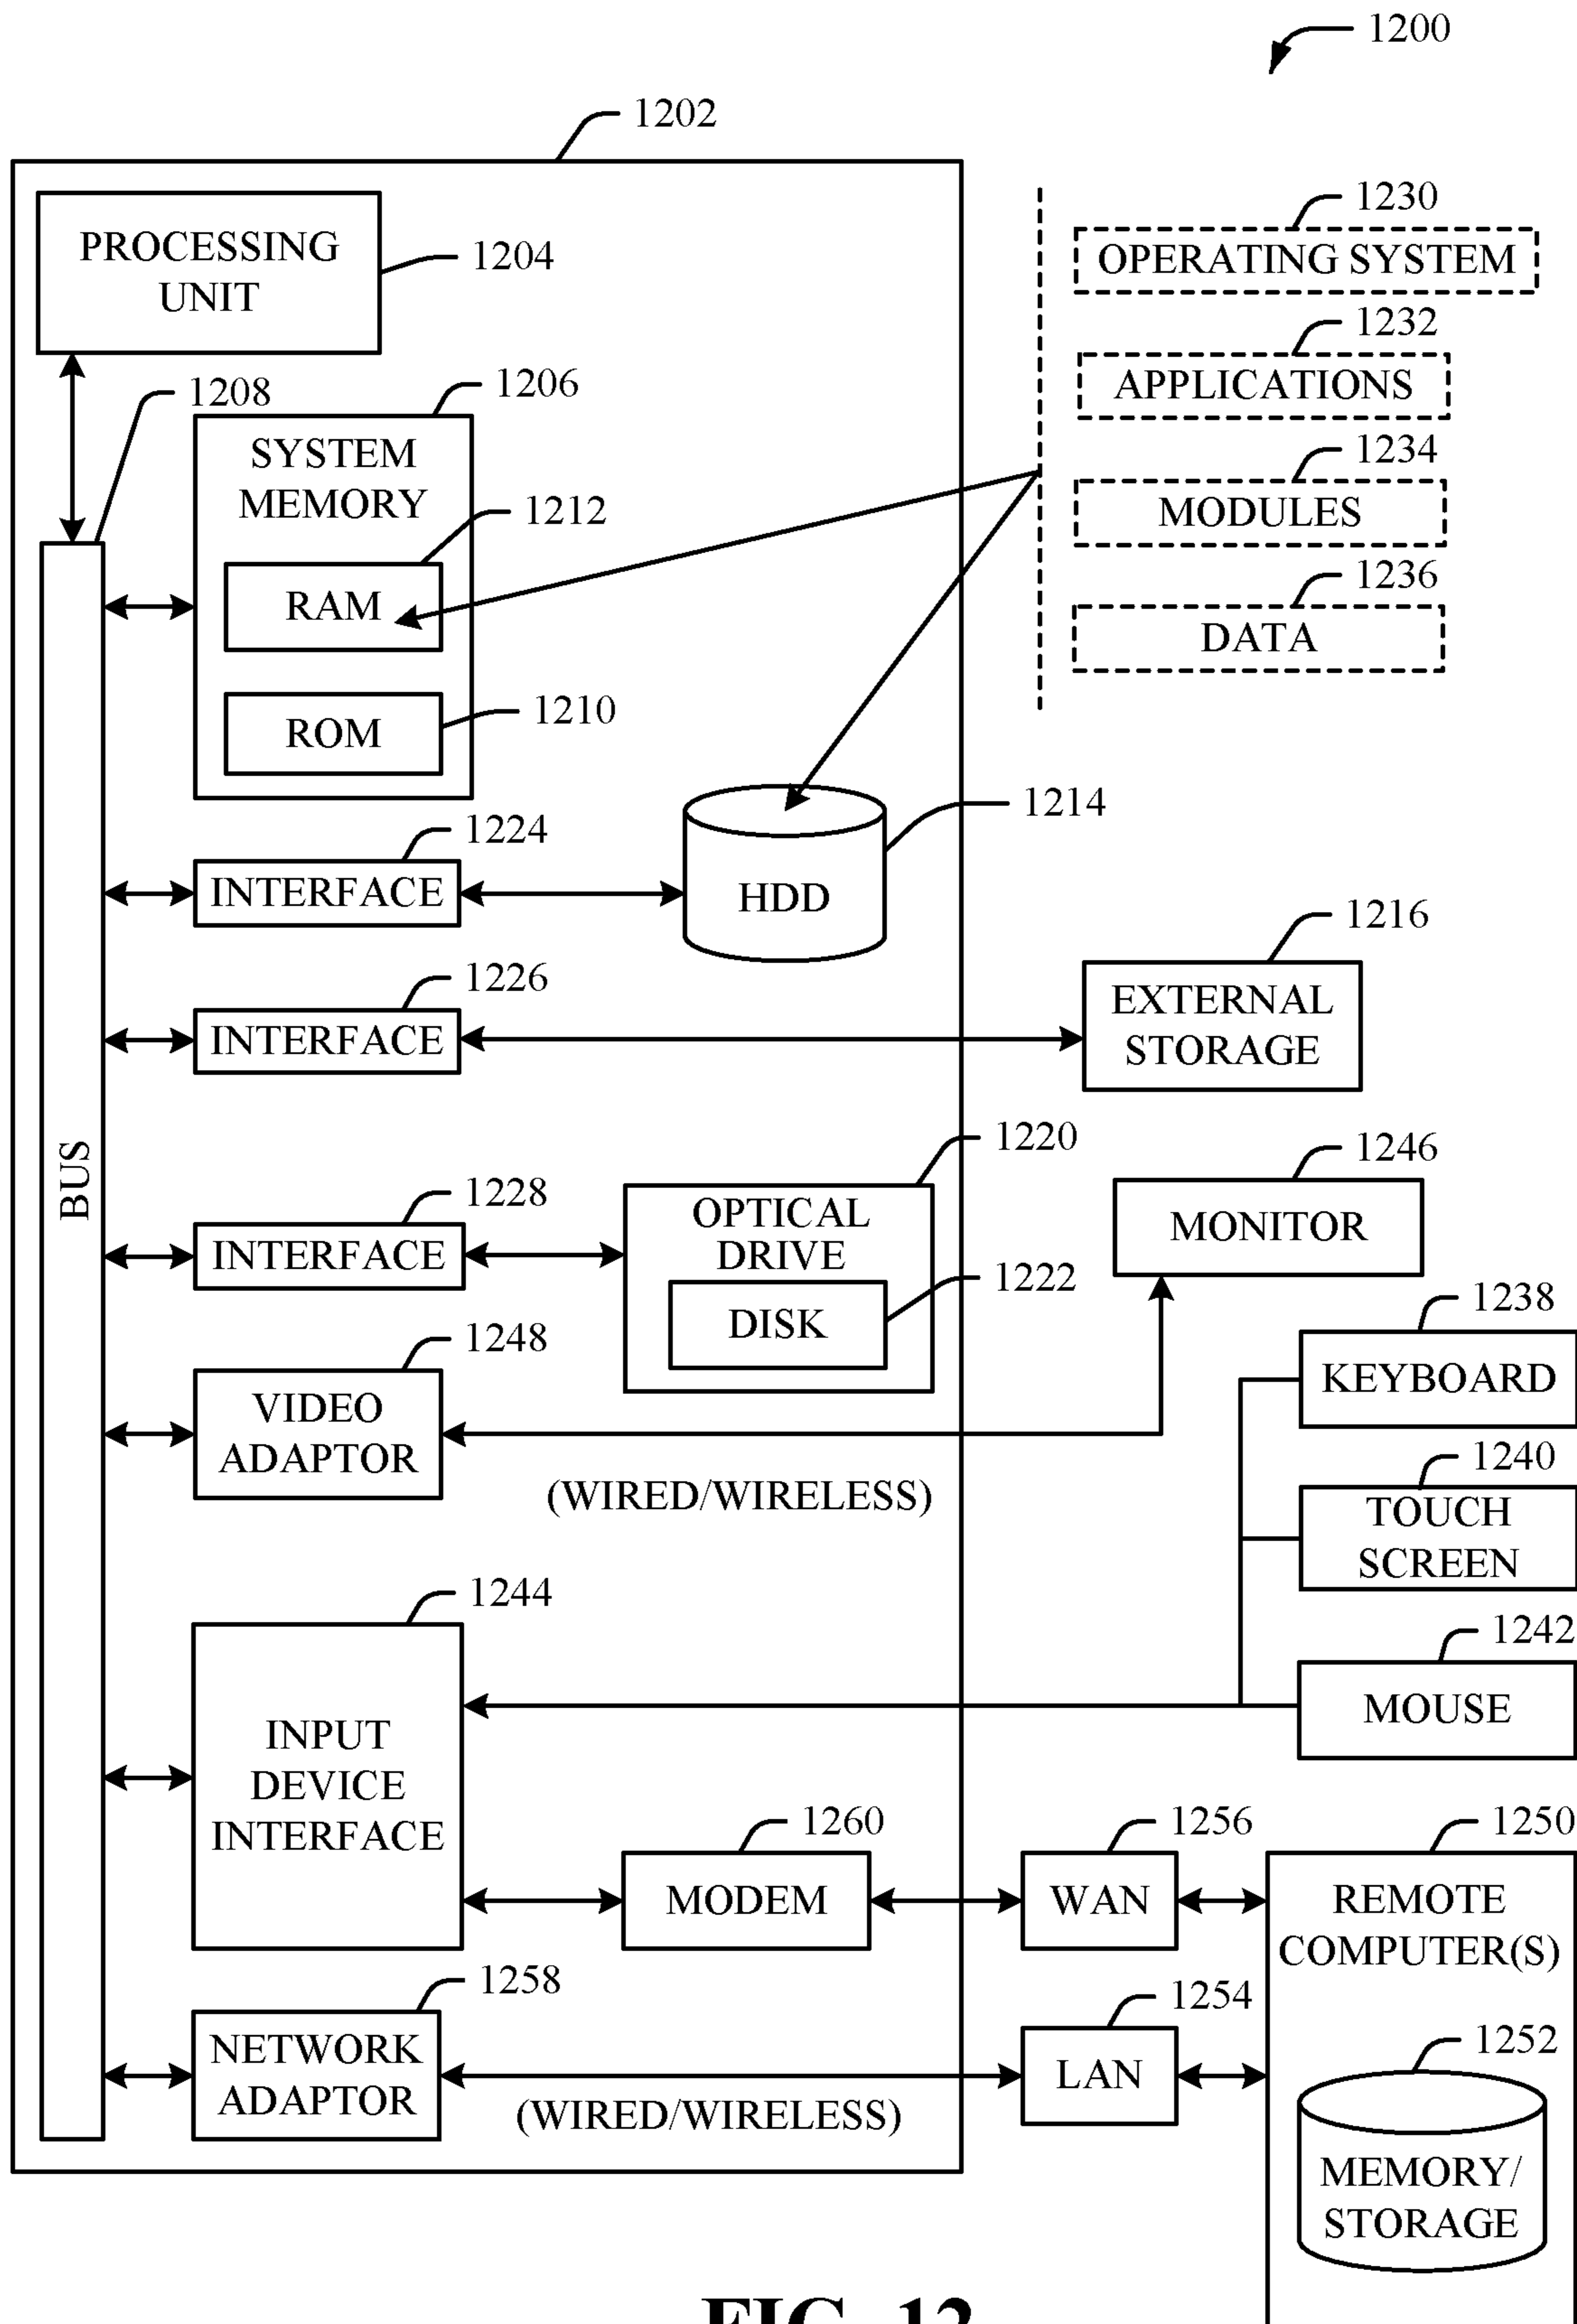 1200
1202
PROCESSING
UNIT
1204
1230
OPERATING SYSTEM
1232
APPLICATIONS
1234
MODULES
1236
DATA
1208
1206
SYSTEM
MEMORY
1212
RAM
1210
ROM
1214
HDD
1224
INTERFACE
1216
EXTERNAL
STORAGE
1226
INTERFACE
BUS
1220
OPTICAL
DRIVE
1222
DISK
1228
INTERFACE
1246
MONITOR
1248
VIDEO
ADAPTOR
(WIRED/WIRELESS)
1238
KEYBOARD
1240
TOUCH
SCREEN
1242
MOUSE
1244
INPUT
DEVICE
INTERFACE
1260
MODEM
1256
WAN
1250
REMOTE
COMPUTER(S)
1258
NETWORK
ADAPTOR
(WIRED/WIRELESS)
1254
LAN
1252
MEMORY/
STORAGE
FIG. 12